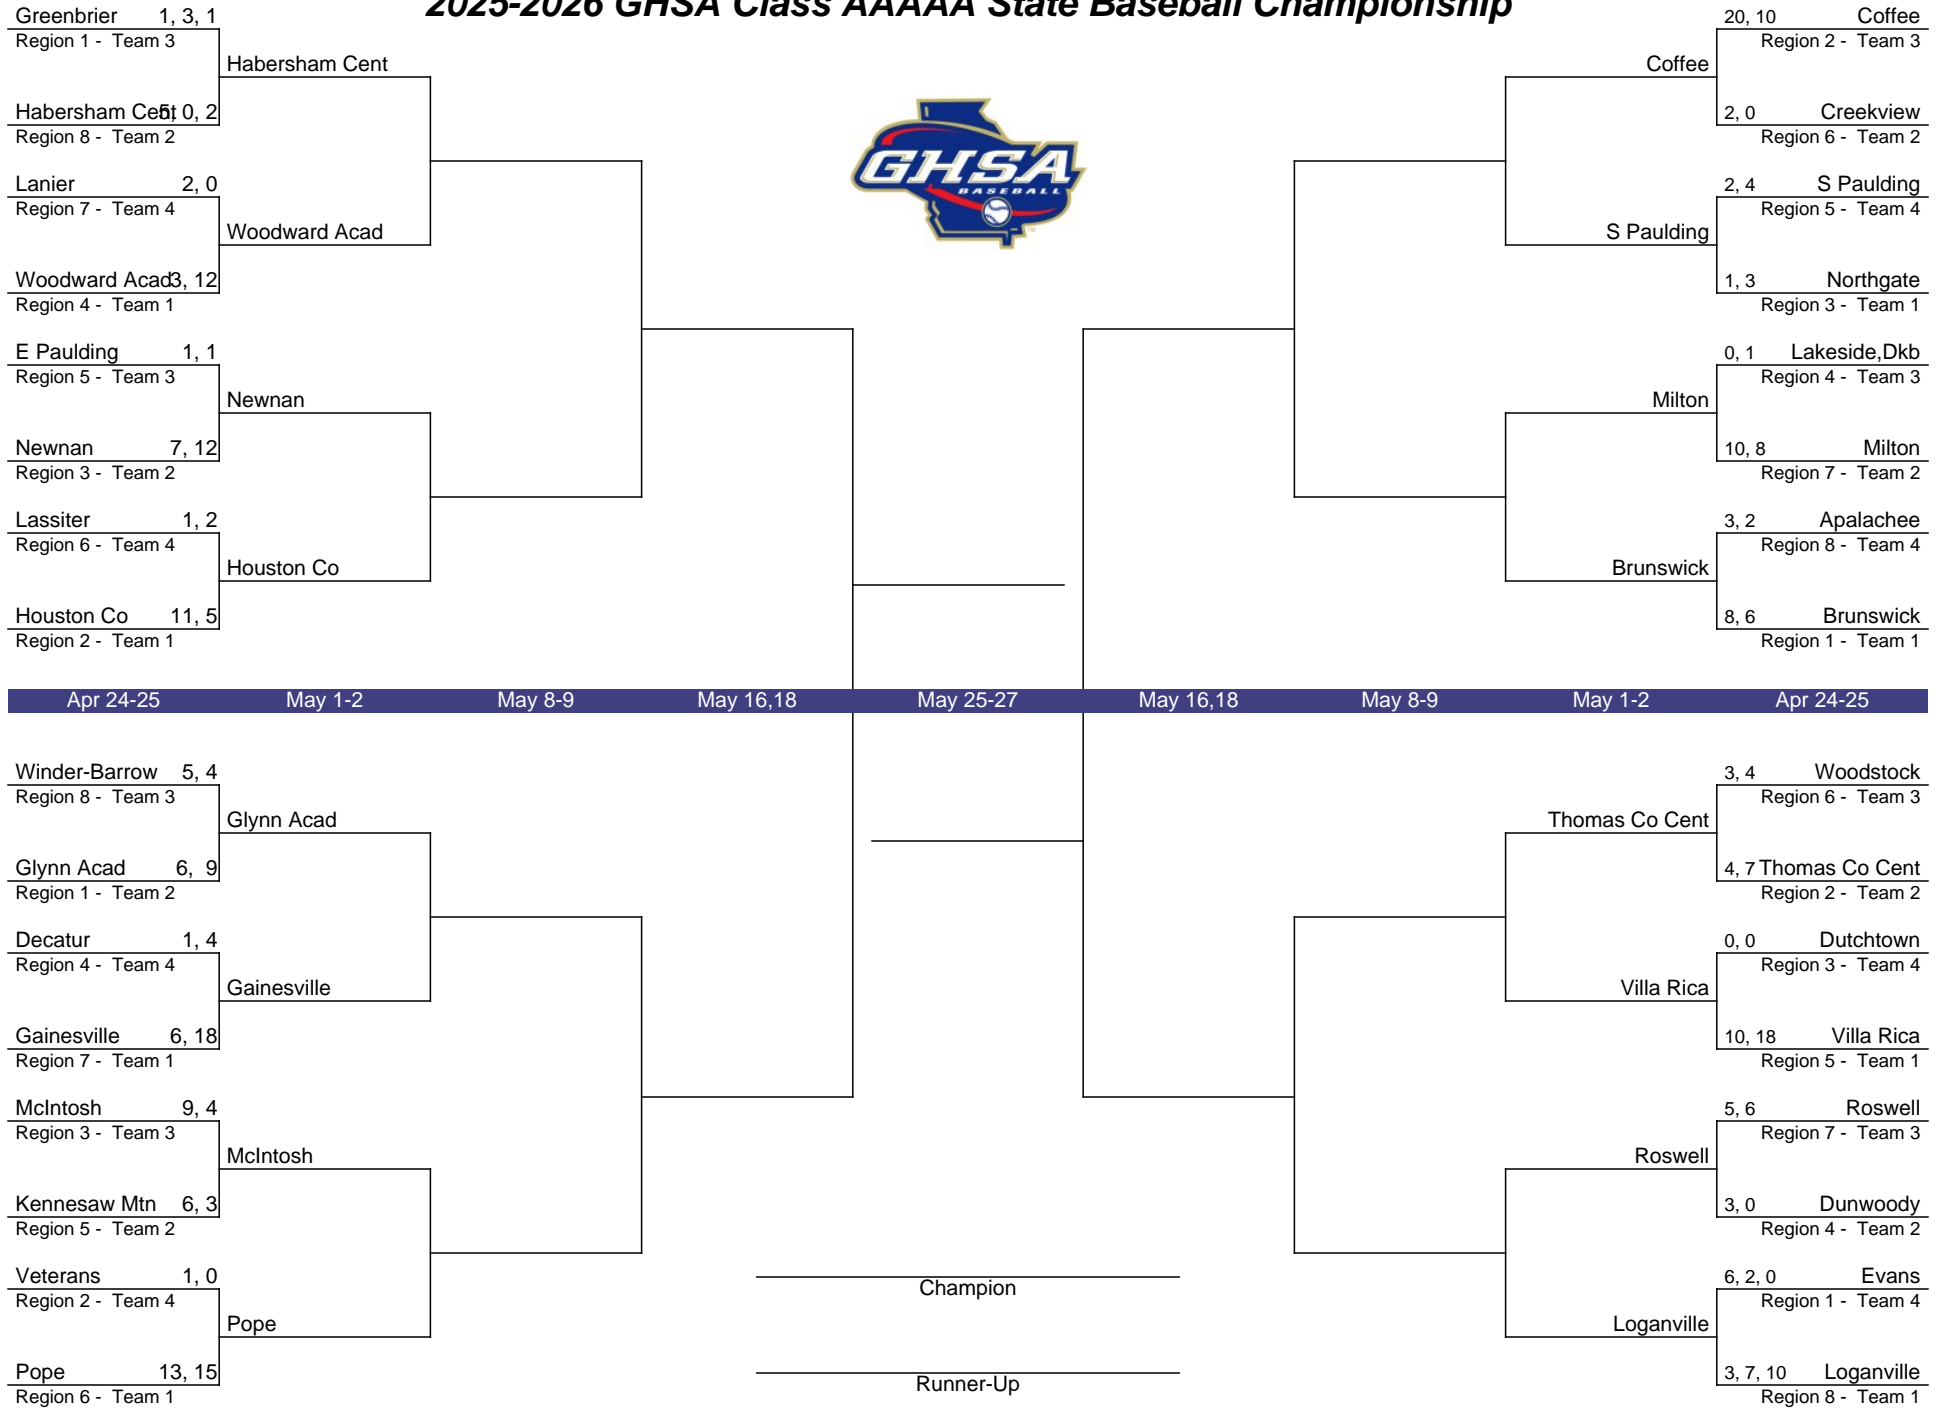 2025-2026 GHSA Class AAAAA State Baseball Championship
Greenbrier 1, 3, 1
Region 1 - Team 3
Habersham Cent
Habersham Cent 5, 0, 2
Region 8 - Team 2
Lanier 2, 0
Region 7 - Team 4
Woodward Acad
Woodward Acad 3, 12
Region 4 - Team 1
E Paulding 1, 1
Region 5 - Team 3
Newnan
Newnan 7, 12
Region 3 - Team 2
Lassiter 1, 2
Region 6 - Team 4
Houston Co
Houston Co 11, 5
Region 2 - Team 1
GHSA
BASEBALL
20, 10 Coffee
Region 2 - Team 3
Coffee
2, 0 Creekview
Region 6 - Team 2
2, 4 S Paulding
Region 5 - Team 4
S Paulding
1, 3 Northgate
Region 3 - Team 1
0, 1 Lakeside,Dkb
Region 4 - Team 3
Milton
10, 8 Milton
Region 7 - Team 2
3, 2 Apalachee
Region 8 - Team 4
Brunswick
8, 6 Brunswick
Region 1 - Team 1
Apr 24-25 May 1-2 May 8-9 May 16,18 May 25-27 May 16,18 May 8-9 May 1-2 Apr 24-25
Winder-Barrow 5, 4
Region 8 - Team 3
Glynn Acad
Glynn Acad 6, 9
Region 1 - Team 2
Decatur 1, 4
Region 4 - Team 4
Gainesville
Gainesville 6, 18
Region 7 - Team 1
McIntosh 9, 4
Region 3 - Team 3
McIntosh
Kennesaw Mtn 6, 3
Region 5 - Team 2
Veterans 1, 0
Region 2 - Team 4
Pope
Pope 13, 15
Region 6 - Team 1
Champion
Runner-Up
3, 4 Woodstock
Region 6 - Team 3
Thomas Co Cent
4, 7 Thomas Co Cent
Region 2 - Team 2
0, 0 Dutchtown
Region 3 - Team 4
Villa Rica
10, 18 Villa Rica
Region 5 - Team 1
5, 6 Roswell
Region 7 - Team 3
Roswell
3, 0 Dunwoody
Region 4 - Team 2
6, 2, 0 Evans
Region 1 - Team 4
Loganville
3, 7, 10 Loganville
Region 8 - Team 1